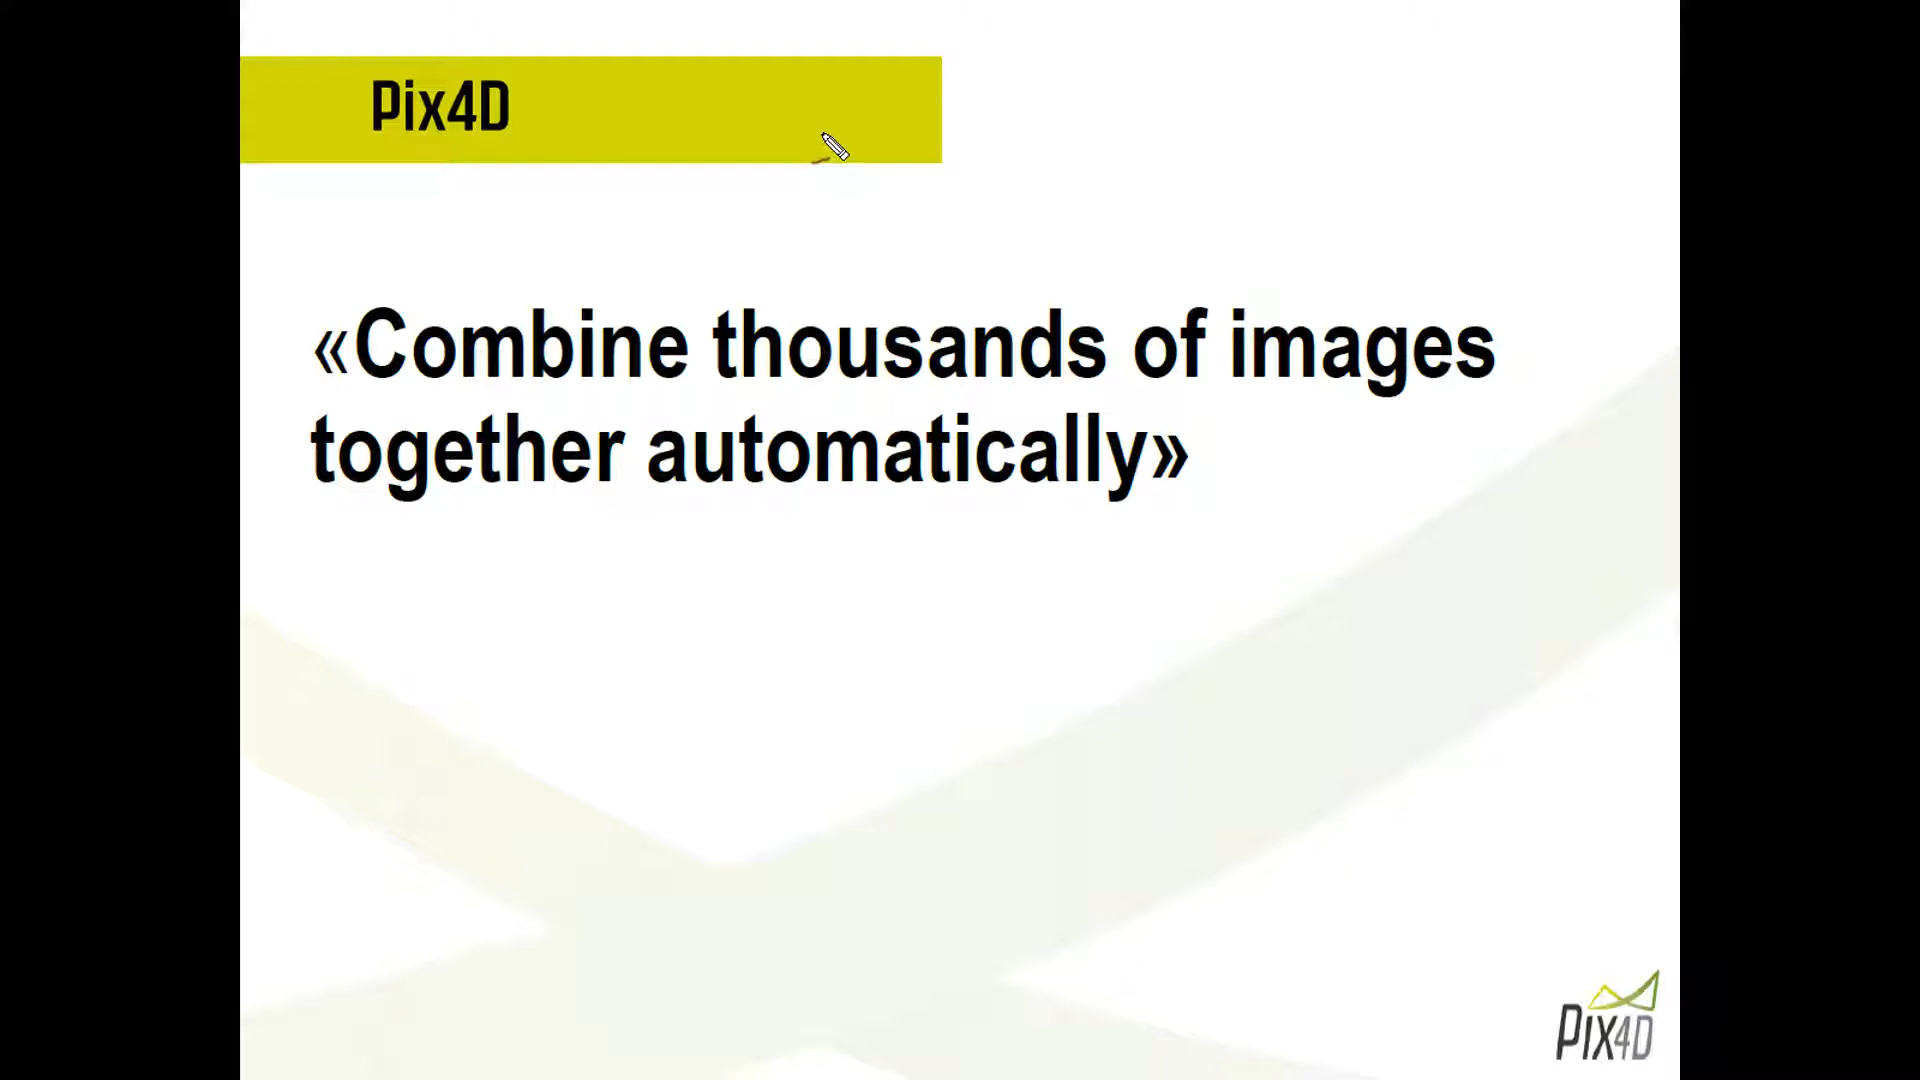 Pix4D
«Combine thousands of images
together automatically»
PIX4D